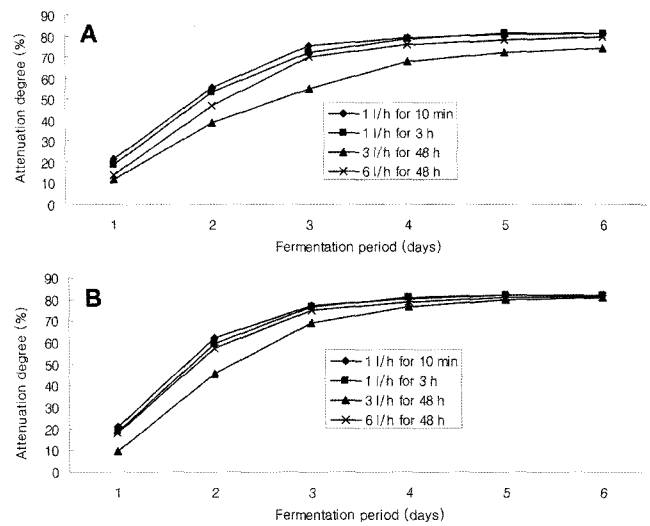 A
Attenuation degree (%)
90
80
70
60
50
40
30
20
10
0
1 l/h for 10 min
1 l/h for 3 h
3 l/h for 48 h
6 l/h for 48 h
1 2 3 4 5 6
Fermentation period (days)
B
Attenuation degree (%)
90
80
70
60
50
40
30
20
10
0
1 l/h for 10 min
1 l/h for 3 h
3 l/h for 48 h
6 l/h for 48 h
1 2 3 4 5 6
Fermentation period (days)